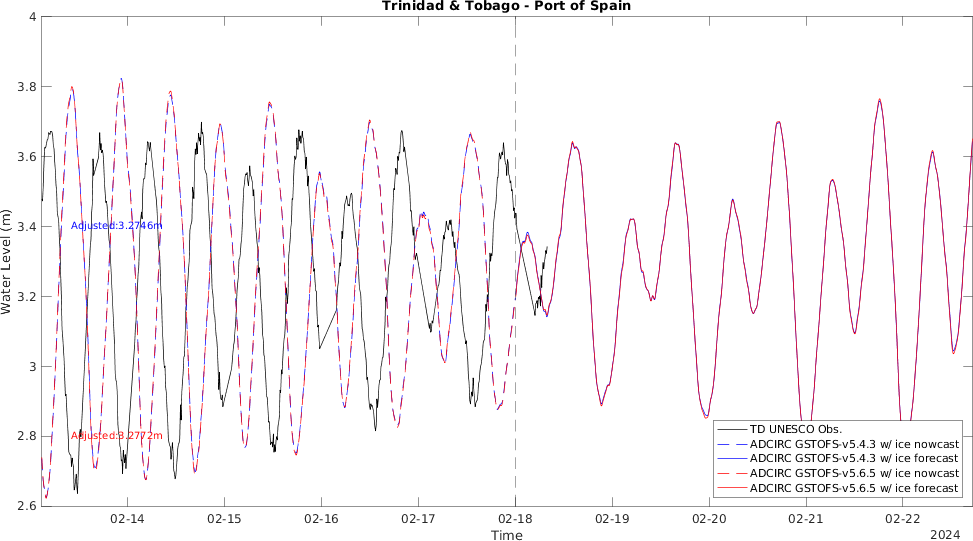 Trinidad & Tobago - Port of Spain
4
3.8
3.6
3.4
3.2
3
2.8
2.6
Water Level (m)
Adjusted:3.2746m
Adjusted:3.2772m
TD UNESCO Obs.
ADCIRC GSTOFS-v5.4.3 w/ ice nowcast
ADCIRC GSTOFS-v5.4.3 w/ ice forecast
ADCIRC GSTOFS-v5.6.5 w/ ice nowcast
ADCIRC GSTOFS-v5.6.5 w/ ice forecast
02-14 02-15 02-16 02-17 02-18 02-19 02-20 02-21 02-22
Time
2024